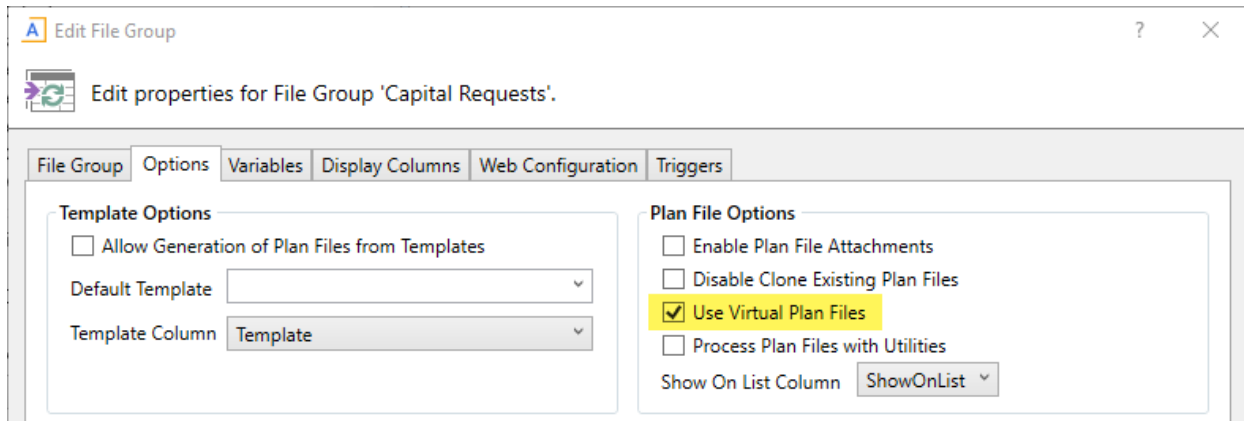 A Edit File Group ?
Edit properties for File Group 'Capital Requests'.
File Group Options Variables Display Columns Web Configuration Triggers
Template Options
Allow Generation of Plan Files from Templates
Default Template
Template Column Template
Plan File Options
Enable Plan File Attachments
Disable Clone Existing Plan Files
Use Virtual Plan Files
Process Plan Files with Utilities
Show On List Column ShowOnList